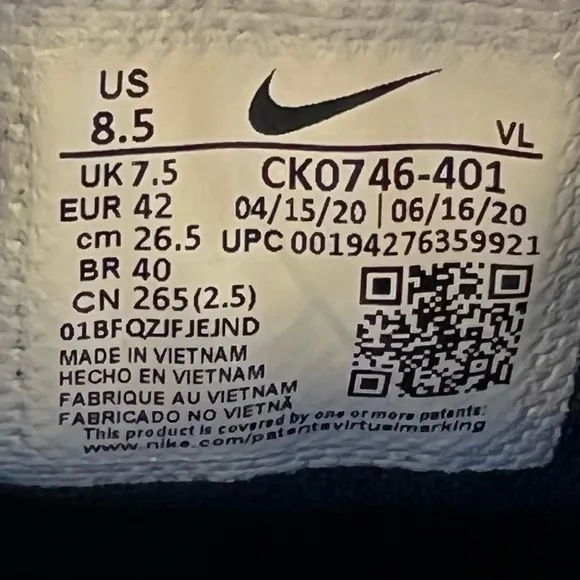 US
8.5
VL
UK 7.5
CK0746-401
EUR 42
04/15/20 | 06/16/20
cm 26.5
UPC 00194276359921
BR 40
CN 265(2.5)
01BFQZJFJEJND
MADE IN VIETNAM
HECHO EN VIETNAM
FABRIQUE AU VIETNAM
FABRICADO NO VIETNÃ
This product is covered by one or more patents:
www.nike.com/patentsvirtualmarking